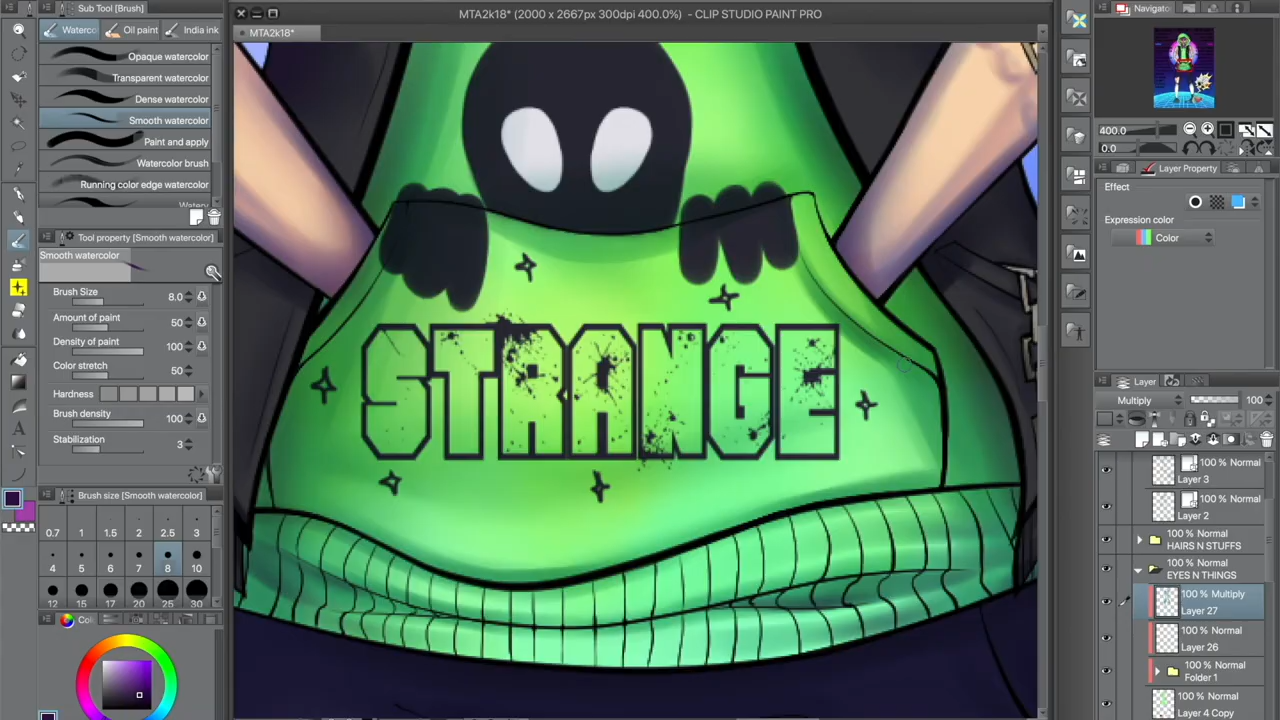 Sub Tool [Brush]
MTA2k18* (2000 x 2667px 300dpi 400.0%) - CLIP STUDIO PAINT PRO
Navigator
Waterco
Oil paint
India ink
MTA2k18*
Opaque watercolor
Transparent watercolor
Dense watercolor
Smooth watercolor
Paint and apply
Watercolor brush
Running color edge watercolor
Tool property [Smooth watercolor]
Smooth watercolor
Brush Size 8.0
Amount of paint 50
Density of paint 100
Color stretch 50
Hardness
Brush density 100
Stabilization 3
Brush size [Smooth watercolor]
0.7 1 1.5 2 2.5 3
4 5 6 7 8 10
12 15 17 20 25 30
STRANGE
400.0
0.0
Layer Property
Effect
Expression color
Color
Layer
Multiply 100
100 % Normal
Layer 3
100 % Normal
Layer 2
100 % Normal
HAIRS N STUFFS
100 % Normal
EYES N THINGS
100 % Multiply
Layer 27
100 % Normal
Layer 26
100 % Normal
Folder 1
100 % Normal
Layer 4 Copy